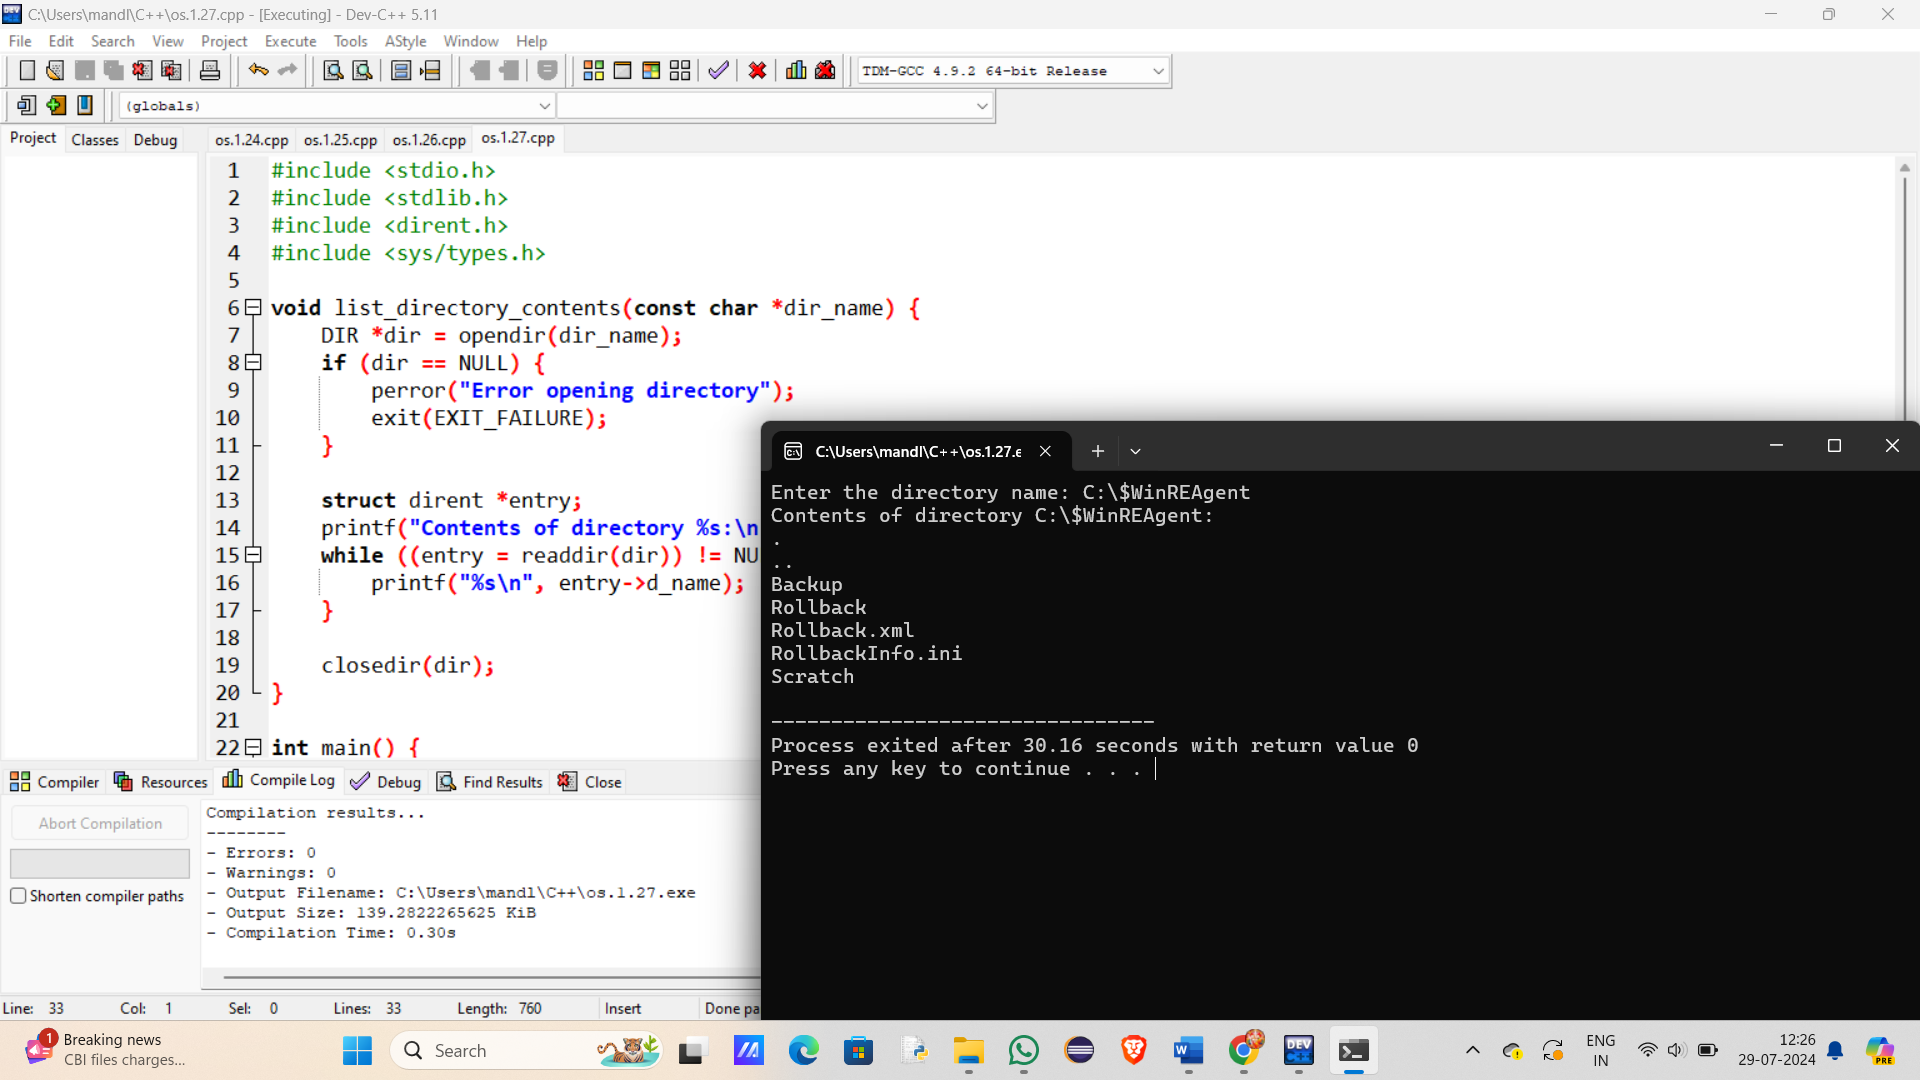 C:\Users\mandl\C++\os.1.27.cpp - [Executing] - Dev-C++ 5.11
File Edit Search View Project Execute Tools AStyle Window Help
TDM-GCC 4.9.2 64-bit Release
(globals)
Project Classes Debug os.1.24.cpp os.1.25.cpp os.1.26.cpp os.1.27.cpp
1 #include <stdio.h>
2 #include <stdlib.h>
3 #include <dirent.h>
4 #include <sys/types.h>
5
6 void list_directory_contents(const char *dir_name) {
7 DIR *dir = opendir(dir_name);
8 if (dir == NULL) {
9 perror("Error opening directory");
10 exit(EXIT_FAILURE);
11 }
12
13 struct dirent *entry;
14 printf("Contents of directory %s:\n
15 while ((entry = readdir(dir)) != NU
16 printf("%s\n", entry->d_name);
17 }
18
19 closedir(dir);
20 }
21
22 int main() {
C:\Users\mandl\C++\os.1.27.e
Enter the directory name: C:\$WinREAgent
Contents of directory C:\$WinREAgent:
.
..
Backup
Rollback
Rollback.xml
RollbackInfo.ini
Scratch
--------------------------------
Process exited after 30.16 seconds with return value 0
Press any key to continue . . .
Compiler Resources Compile Log Debug Find Results Close
Abort Compilation
Shorten compiler paths
Compilation results...
--------
- Errors: 0
- Warnings: 0
- Output Filename: C:\Users\mandl\C++\os.1.27.exe
- Output Size: 139.2822265625 KiB
- Compilation Time: 0.30s
Line: 33 Col: 1 Sel: 0 Lines: 33 Length: 760 Insert Done pa
1
Breaking news
CBI files charges...
Search
ENG
IN
12:26
29-07-2024
PRE